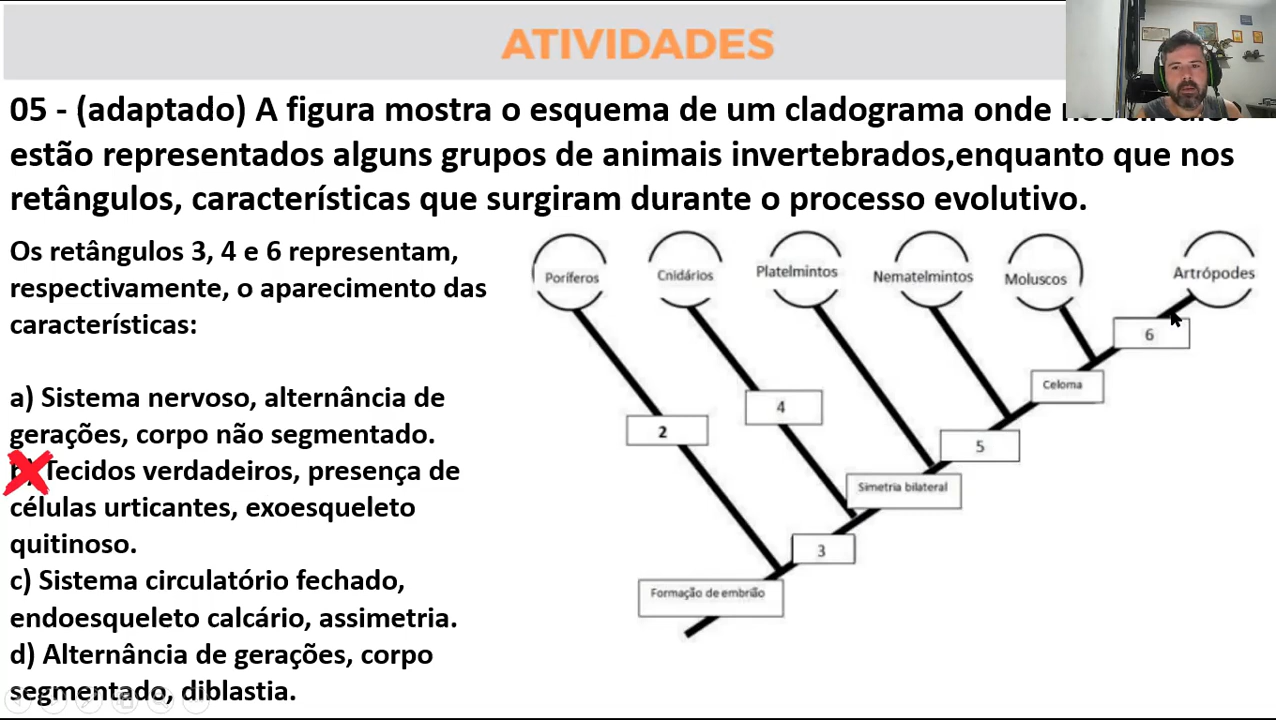 ATIVIDADES
05 - (adaptado) A figura mostra o esquema de um cladograma onde
estão representados alguns grupos de animais invertebrados,enquanto que nos
retângulos, características que surgiram durante o processo evolutivo.
Os retângulos 3, 4 e 6 representam,
respectivamente, o aparecimento das
características:
a) Sistema nervoso, alternância de
gerações, corpo não segmentado.
Tecidos verdadeiros, presença de
células urticantes, exoesqueleto
quitinoso.
c) Sistema circulatório fechado,
endoesqueleto calcário, assimetria.
d) Alternância de gerações, corpo
segmentado, diblastia.
Poríferos
Cnidários
Platelmintos
Nematelmintos
Moluscos
Artrópodes
6
Celoma
4
2
5
Simetria bilateral
3
Formação de embrião